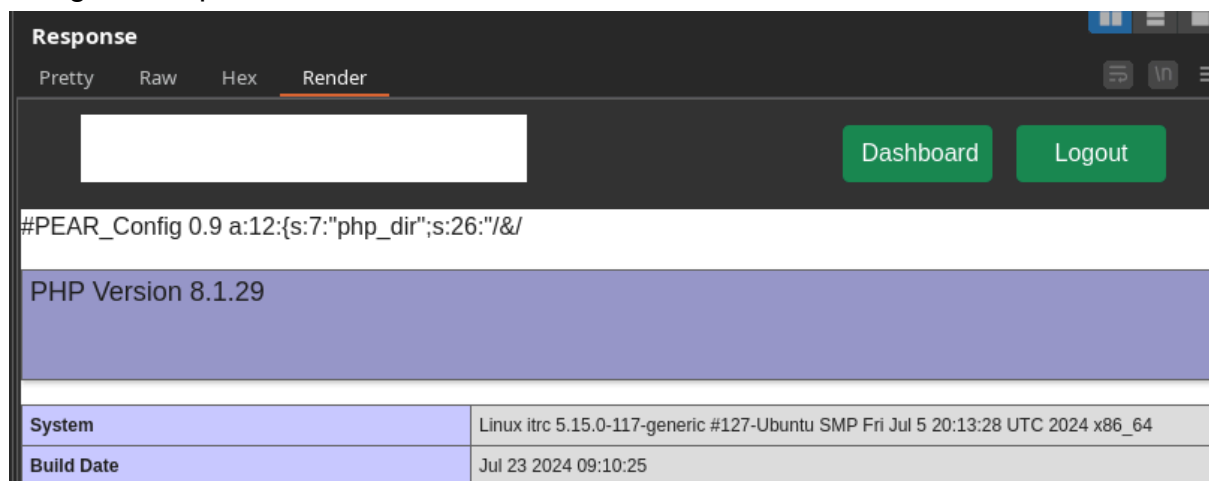 Response
Pretty Raw Hex Render
\n
Dashboard Logout
#PEAR_Config 0.9 a:12:{s:7:"php_dir";s:26:"/&/
PHP Version 8.1.29
System Linux itrc 5.15.0-117-generic #127-Ubuntu SMP Fri Jul 5 20:13:28 UTC 2024 x86_64
Build Date Jul 23 2024 09:10:25